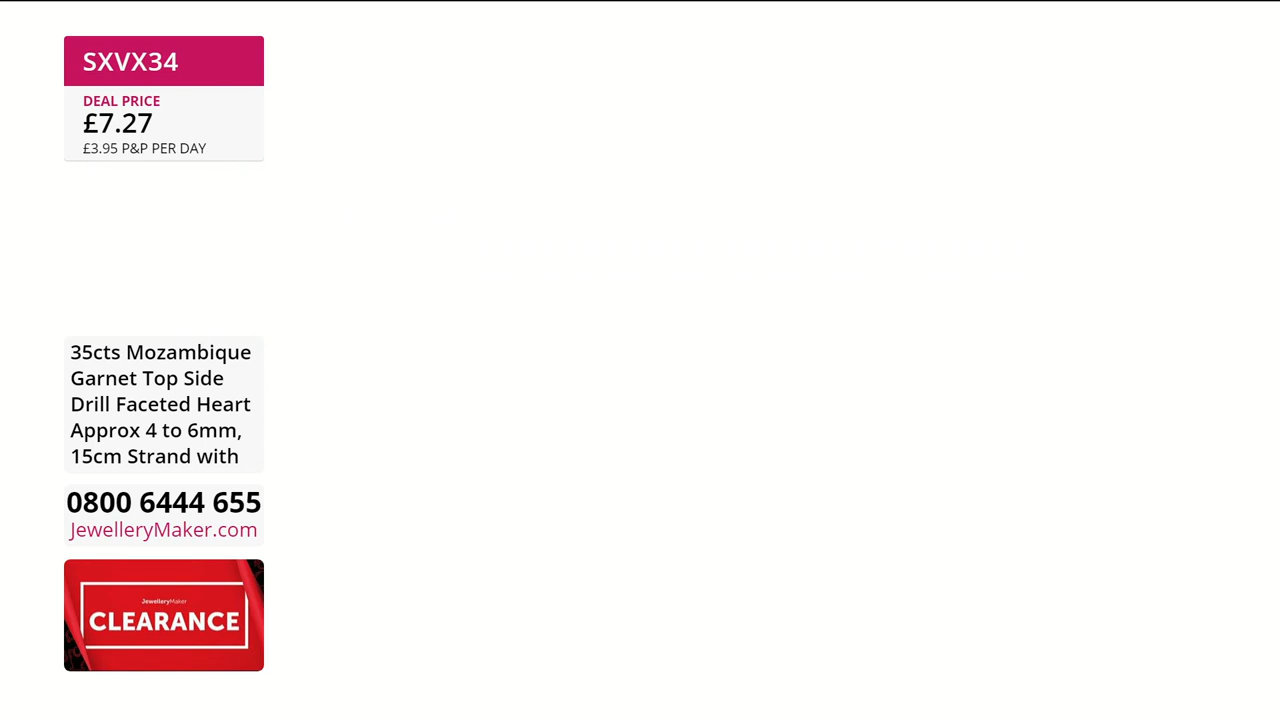 SXVX34
DEAL PRICE
£7.27
£3.95 P&P PER DAY
35cts Mozambique
Garnet Top Side
Drill Faceted Heart
Approx 4 to 6mm,
15cm Strand with
0800 6444 655
JewelleryMaker.com
JewelleryMaker
CLEARANCE